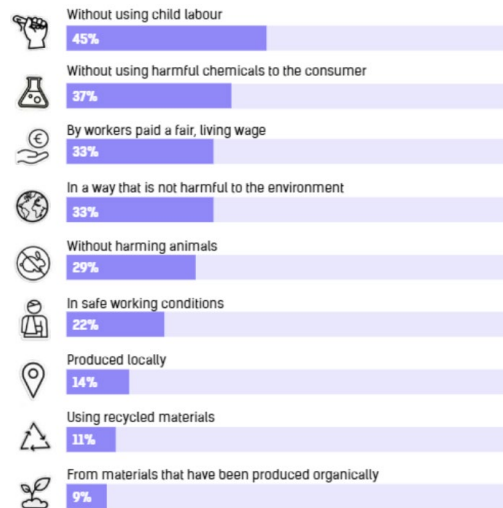 Without using child labour
45%
Without using harmful chemicals to the consumer
37%
By workers paid a fair, living wage
€
33%
In a way that is not harmful to the environment
33%
Without harming animals
29%
In safe working conditions
22%
Produced locally
14%
Using recycled materials
11%
From materials that have been produced organically
9%